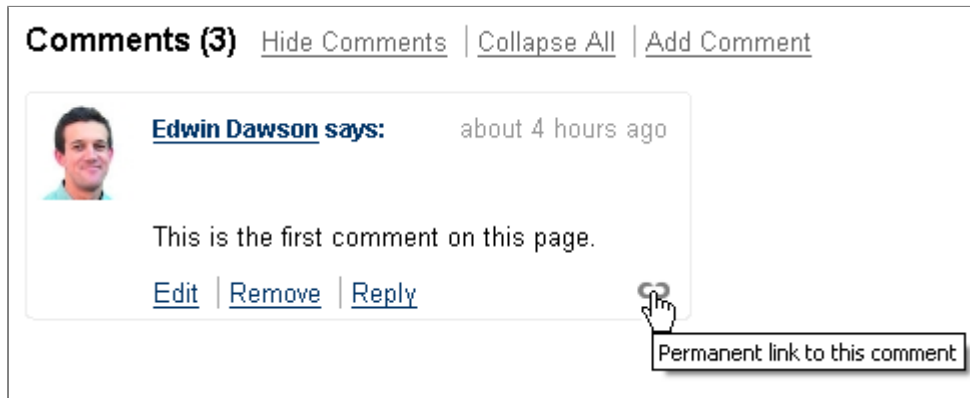 Comments (3) Hide Comments | Collapse All | Add Comment
Edwin Dawson says: about 4 hours ago
This is the first comment on this page.
Edit | Remove | Reply
Permanent link to this comment